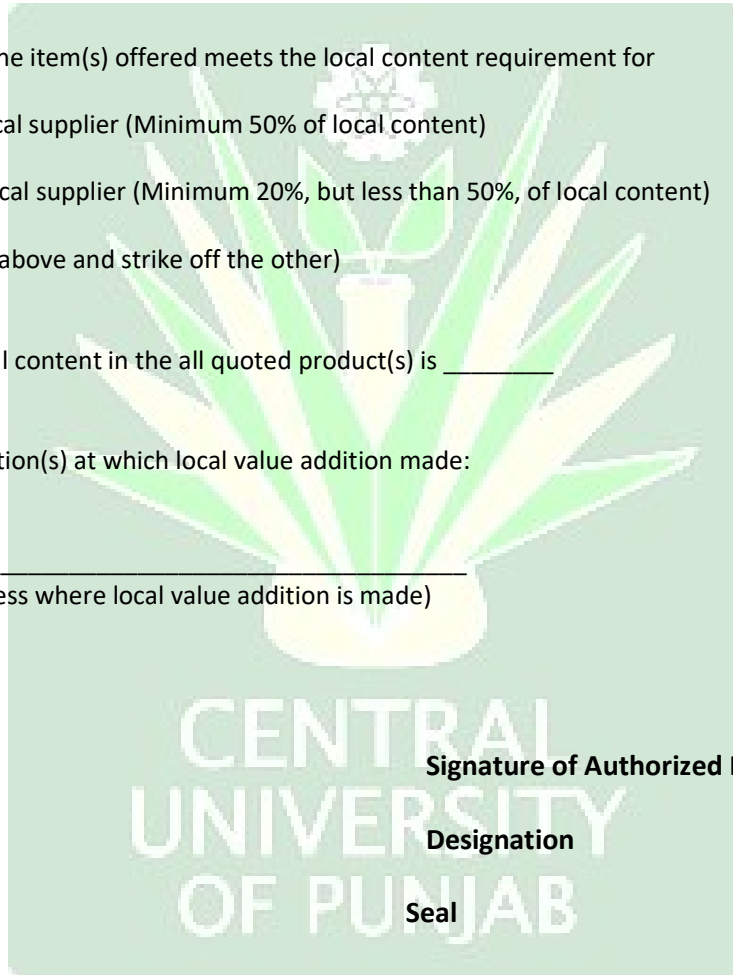 ne item(s) offered meets the local content requirement for
cal supplier (Minimum 50% of local content)
cal supplier (Minimum 20%, but less than 50%, of local content)
above and strike off the other)
l content in the all quoted product(s) is ________
tion(s) at which local value addition made:
___________________________________
ess where local value addition is made)
CENTRAL
Signature of Authorized
UNIVERSITY
Designation
OF PUNJAB
Seal